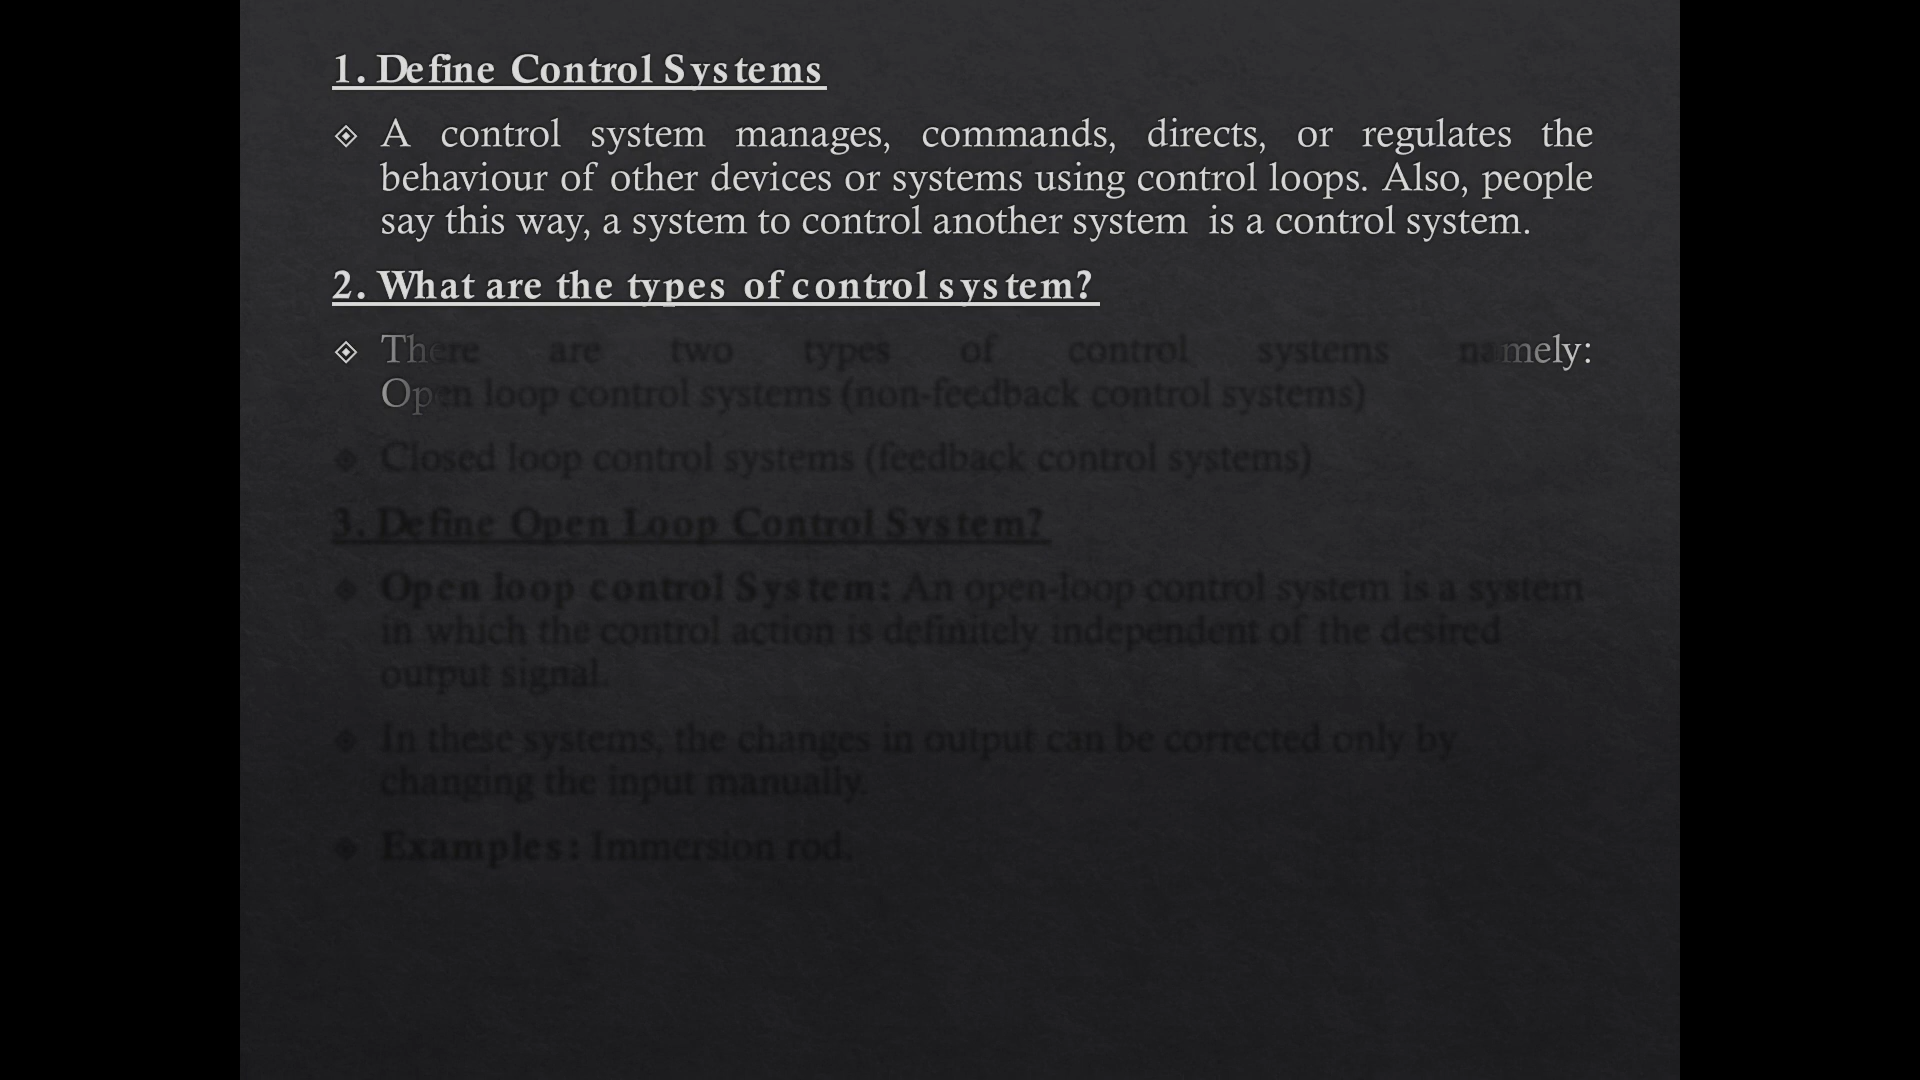 1. Define Control Systems
A control system manages, commands, directs, or regulates the
behaviour of other devices or systems using control loops. Also, people
say this way, a system to control another system is a control system.
2. What are the types of control system?
There are two types of control systems namely:
Open loop control systems (non-feedback control systems)
Closed loop control systems (feedback control systems)
3. Define Open Loop Control System?
Open loop control System: An open-loop control system is a system
in which the control action is definitely independent of the desired
output signal.
In these systems, the changes in output can be corrected only by
changing the input manually.
Examples: Immersion rod.